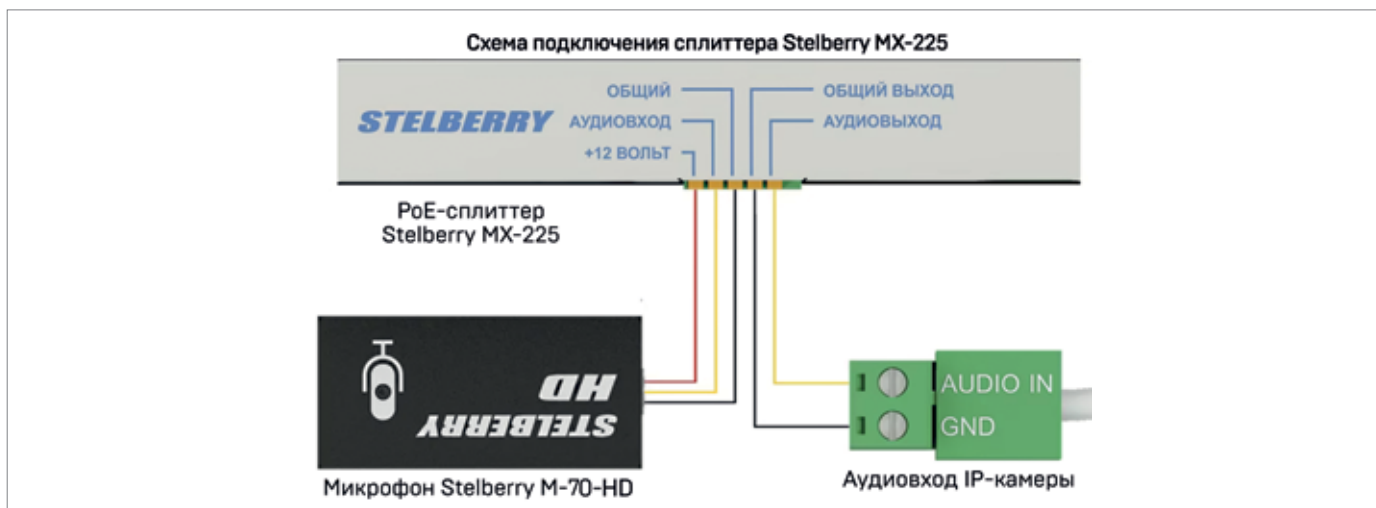 Схема подключения сплиттера Stelberry MX-225
ОБЩИЙ
ОБЩИЙ ВЫХОД
STELBERRY
АУДИОВХОД
АУДИОВЫХОД
+12 ВОЛЬТ
PoE-сплиттер
Stelberry MX-225
STELBERRY
HD
AUDIO IN
GND
Микрофон Stelberry M-70-HD
Аудиовход IP-камеры